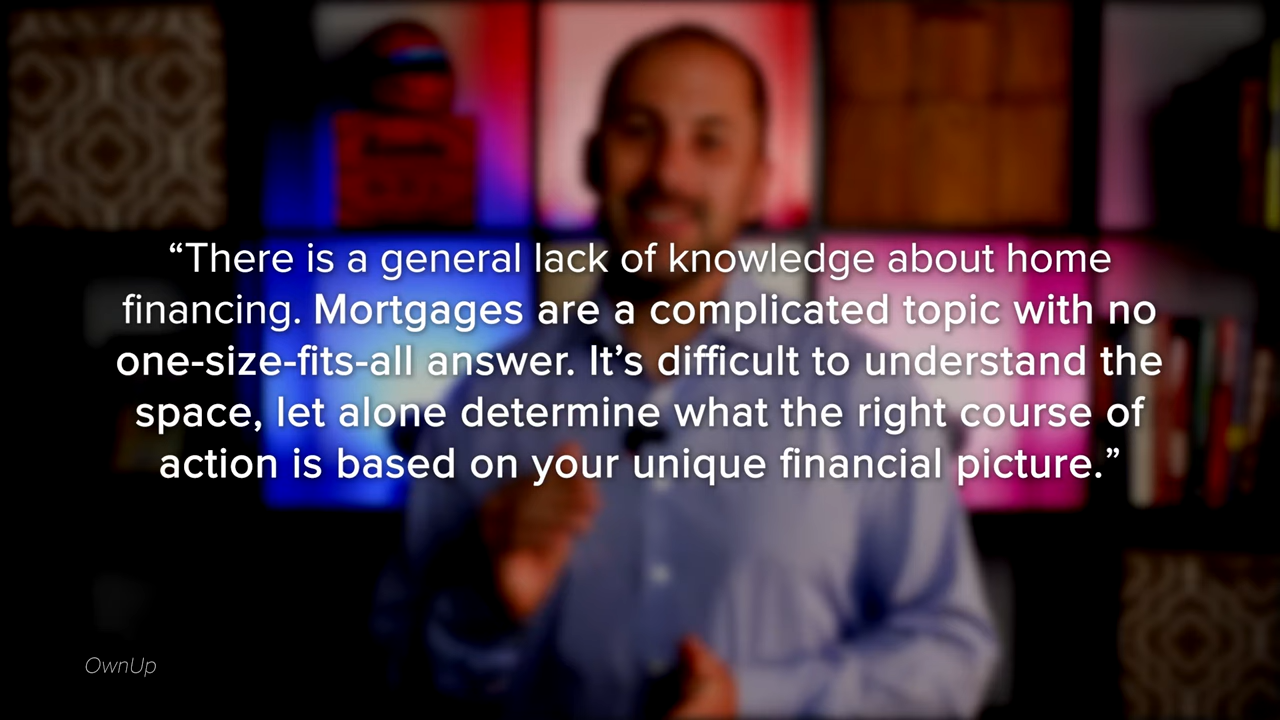 “There is a general lack of knowledge about home
financing. Mortgages are a complicated topic with no
one-size-fits-all answer. It’s difficult to understand the
space, let alone determine what the right course of
action is based on your unique financial picture.”
OwnUp